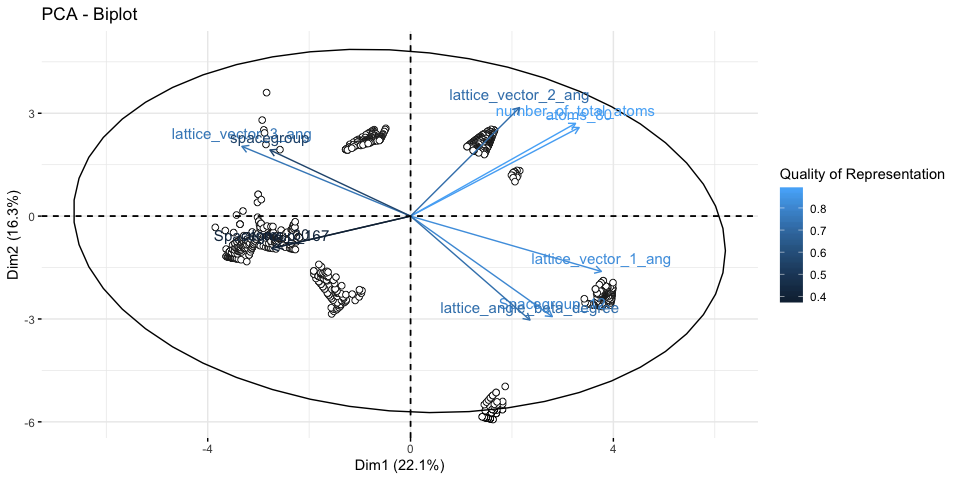 PCA - Biplot
lattice_vector_2_ang
number_of_total_atoms
atoms_80
lattice_vector_3_ang
spacegroup
lattice_vector_1_ang
lattice_angle_beta_degree
3
0
-3
-6
-4
0
4
Dim1 (22.1%)
Dim2 (16.3%)
Quality of Representation
0.8
0.7
0.6
0.5
0.4